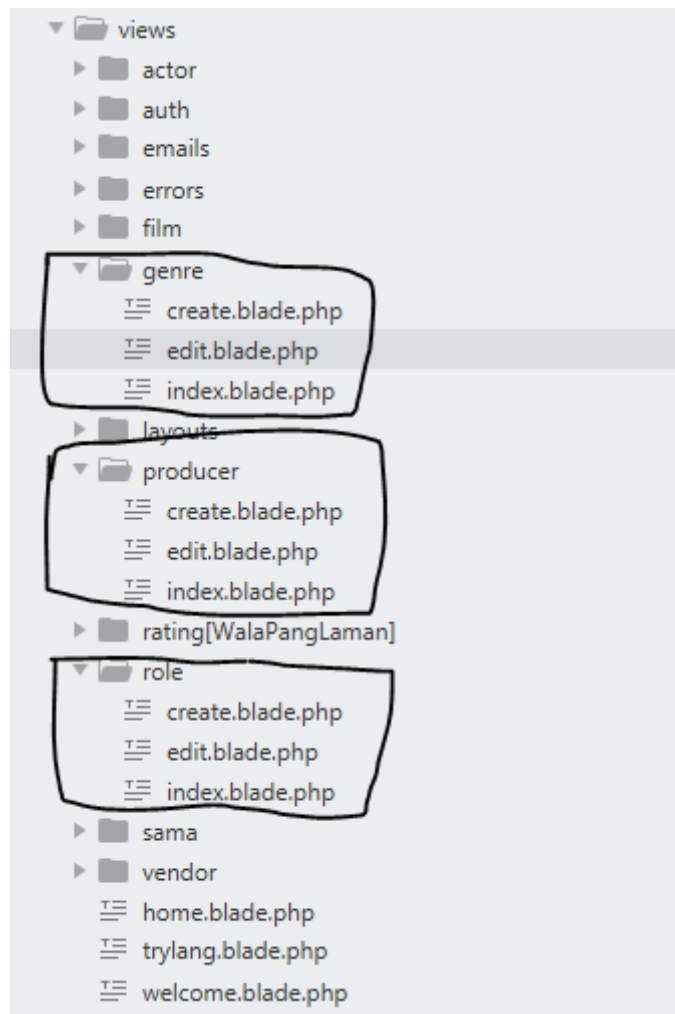 views
actor
auth
emails
errors
film
genre
create.blade.php
edit.blade.php
index.blade.php
layouts
producer
create.blade.php
edit.blade.php
index.blade.php
rating[WalaPangLaman]
role
create.blade.php
edit.blade.php
index.blade.php
sama
vendor
home.blade.php
trylang.blade.php
welcome.blade.php